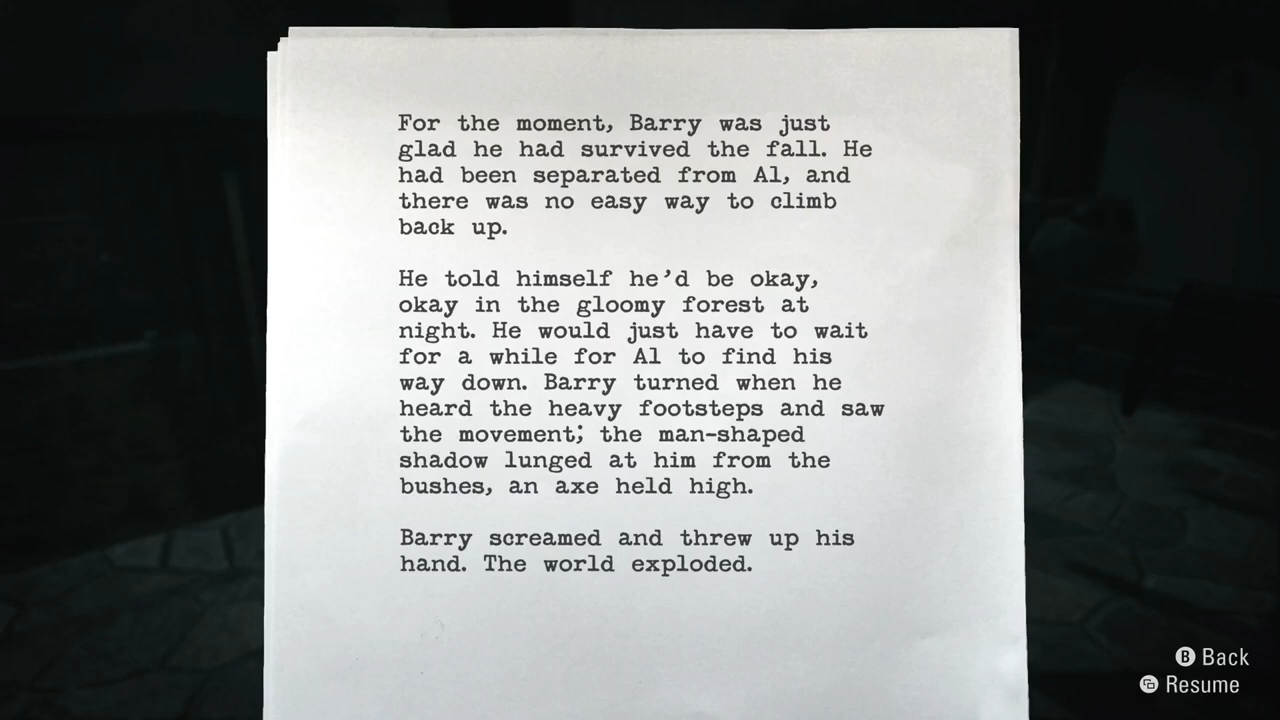 For the moment, Barry was just
glad he had survived the fall. He
had been separated from Al, and
there was no easy way to climb
back up.
He told himself he’d be okay,
okay in the gloomy forest at
night. He would just have to wait
for a while for Al to find his
way down. Barry turned when he
heard the heavy footsteps and saw
the movement; the man-shaped
shadow lunged at him from the
bushes, an axe held high.
Barry screamed and threw up his
hand. The world exploded.
B Back
Resume